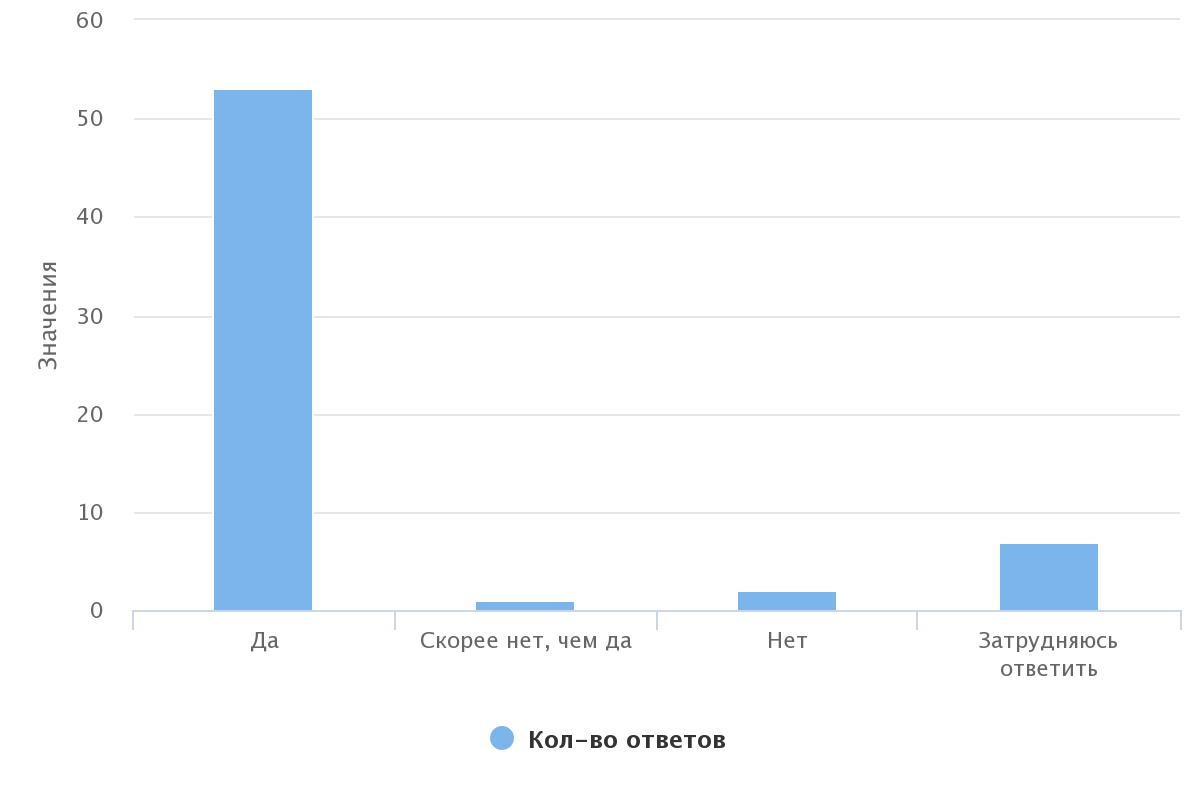 60
50
40
30
20
10
0
Значения
Да
Скорее нет, чем да
Нет
Затрудняюсь
ответить
Кол-во ответов